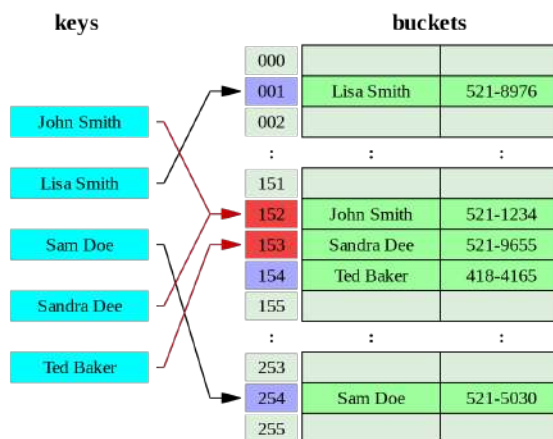 keys
buckets
000
001 Lisa Smith 521-8976
002
: : :
151
152 John Smith 521-1234
153 Sandra Dee 521-9655
154 Ted Baker 418-4165
155
: : :
253
254 Sam Doe 521-5030
255
John Smith
Lisa Smith
Sam Doe
Sandra Dee
Ted Baker